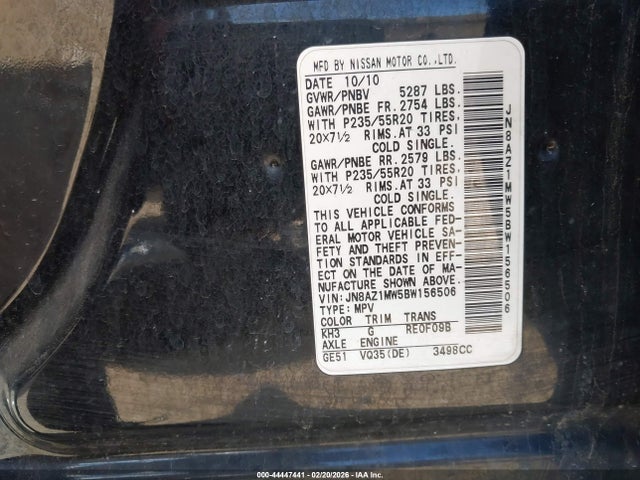 MFD BY NISSAN MOTOR CO.,LTD.
DATE 10/10
GVWR/PNBV 5287 LBS.
GAWR/PNBE FR. 2754 LBS.
WITH P235/55R20 TIRES,
20X7½ RIMS, AT 33 PSI
COLD SINGLE.
GAWR/PNBE RR. 2579 LBS.
WITH P235/55R20 TIRES,
20X7½ RIMS, AT 33 PSI
COLD SINGLE.
THIS VEHICLE CONFORMS
TO ALL APPLICABLE FED-
ERAL MOTOR VEHICLE SA-
FETY AND THEFT PREVEN-
TION STANDARDS IN EFF-
ECT ON THE DATE OF MA-
NUFACTURE SHOWN ABOVE.
VIN: JN8AZ1MW5BW156506
TYPE: MPV
COLOR TRIM TRANS
KH3 G RE0F09B
AXLE ENGINE
GE51 VQ35(DE) 3498CC
JN8AZ1MW5BW156506
000-44447441 - 02/20/2026 - IAA Inc.